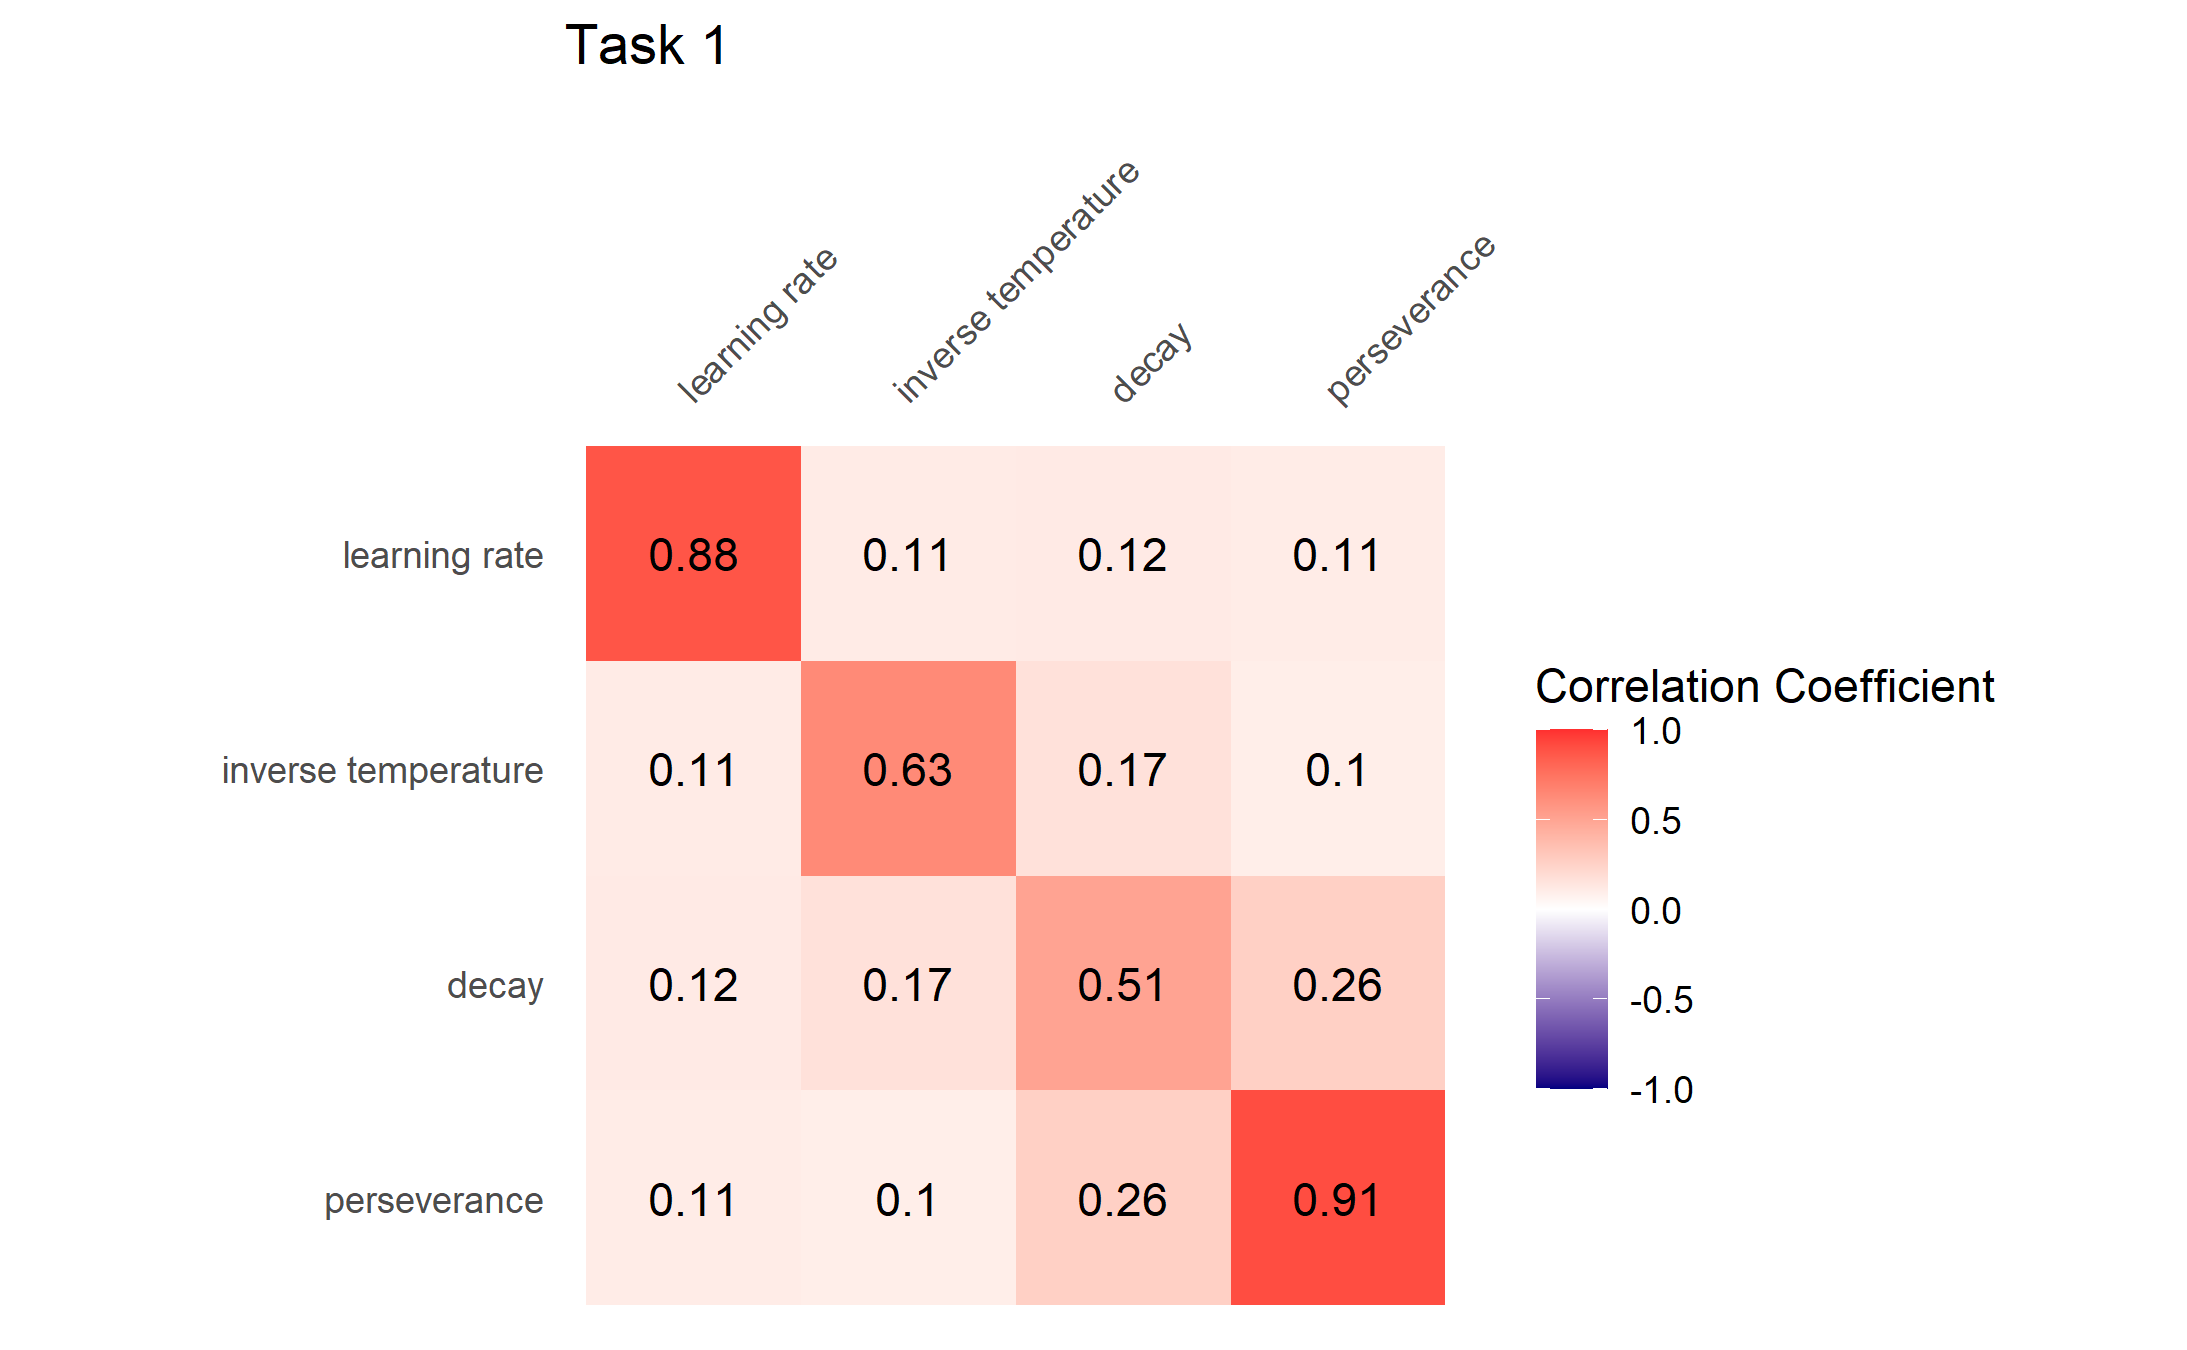 Task 1
learning rate
inverse temperature
decay
perseverance
learning rate 0.88 0.11 0.12 0.11
inverse temperature 0.11 0.63 0.17 0.1
decay 0.12 0.17 0.51 0.26
perseverance 0.11 0.1 0.26 0.91
Correlation Coefficient
1.0
0.5
0.0
-0.5
-1.0